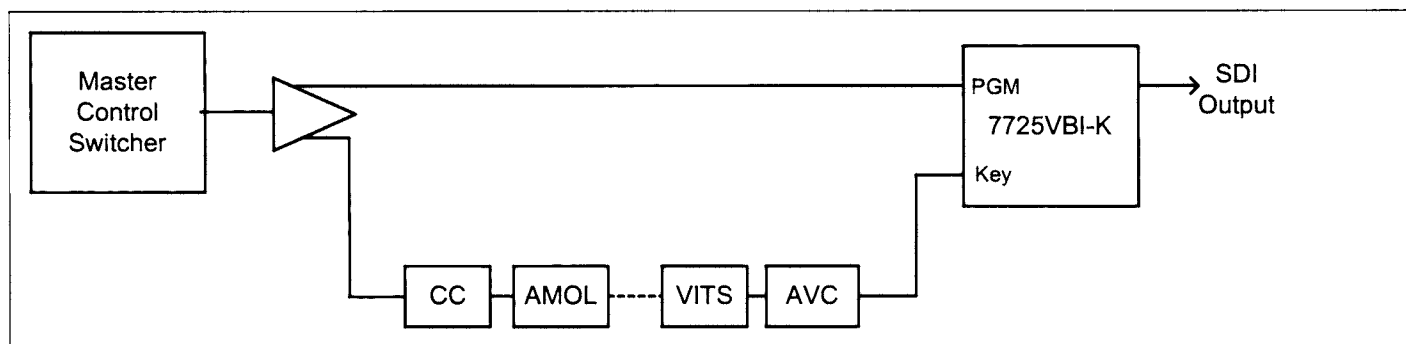 Master
Control
Switcher
PGM
7725VBI-K
Key
SDI
Output
CC
AMOL
VITS
AVC